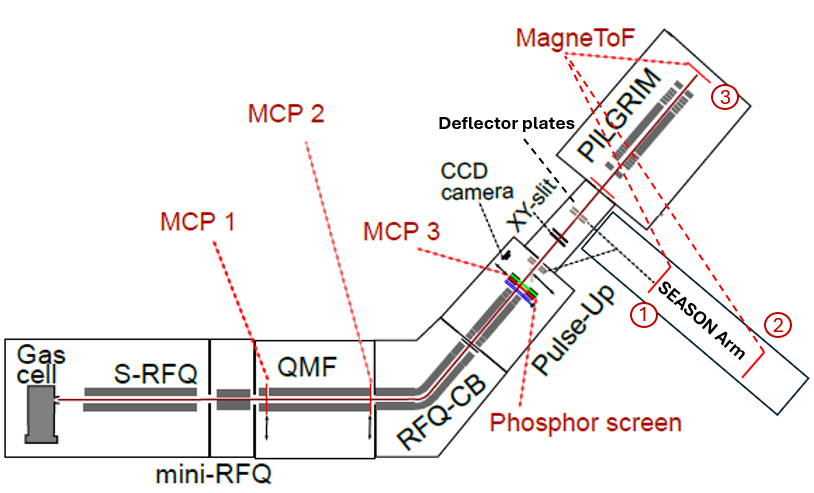 MagneToF
3
PILGRIM
MCP 2
Deflector plates
CCD
camera
XY-slit
MCP 1
MCP 3
SEASON Arm
1
2
Pulse-Up
Gas
cell
S-RFQ
QMF
RFQ-CB
Phosphor screen
mini-RFQ